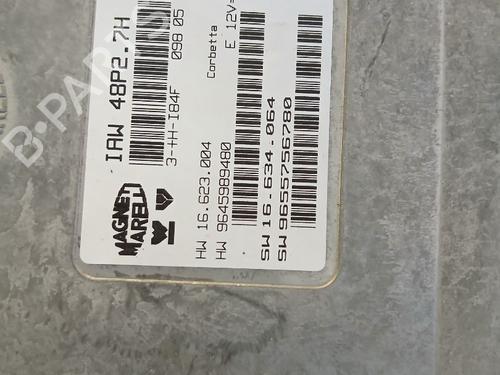 IAW 48P2.7H
3-+H-I84F 098 05
Corbetta E 12V=
MAGNETI
MARELLI
HW 16.623.004
HW 9645989480
SW 16.634.064
SW 9655756780
B-PARTS